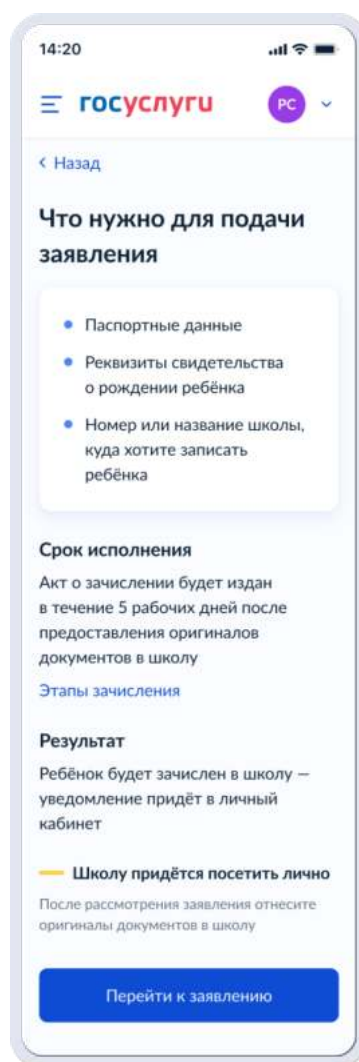 14:20
госуслуги
РС
Назад
Что нужно для подачи
заявления
Паспортные данные
Реквизиты свидетельства
о рождении ребёнка
Номер или название школы,
куда хотите записать
ребёнка
Срок исполнения
Акт о зачислении будет издан
в течение 5 рабочих дней после
предоставления оригиналов
документов в школу
Этапы зачисления
Результат
Ребёнок будет зачислен в школу —
уведомление придёт в личный
кабинет
Школу придётся посетить лично
После рассмотрения заявления отнесите
оригиналы документов в школу
Перейти к заявлению